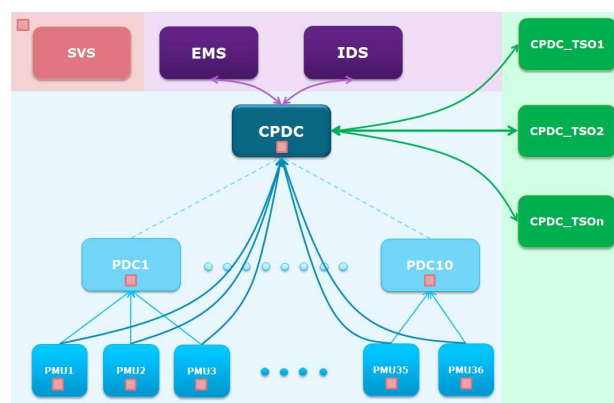 SVS
EMS
IDS
CPDC_TSO1
CPDC
CPDC_TSO2
CPDC_TSOn
PDC1
PDC10
PMU1
PMU2
PMU3
PMU35
PMU36